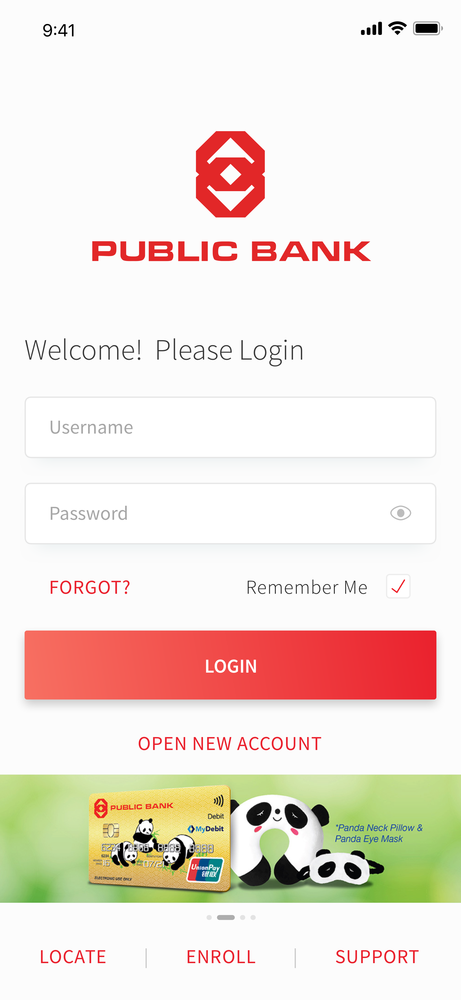 9:41
PUBLIC BANK
Welcome! Please Login
Username
Password
FORGOT?
Remember Me
LOGIN
OPEN NEW ACCOUNT
PUBLIC BANK
Debit
MyDebit
6234 8888 8888 8888
6234
16
07/21
UnionPay
银联
ELECTRONIC USE ONLY
*Panda Neck Pillow &
Panda Eye Mask
LOCATE
ENROLL
SUPPORT